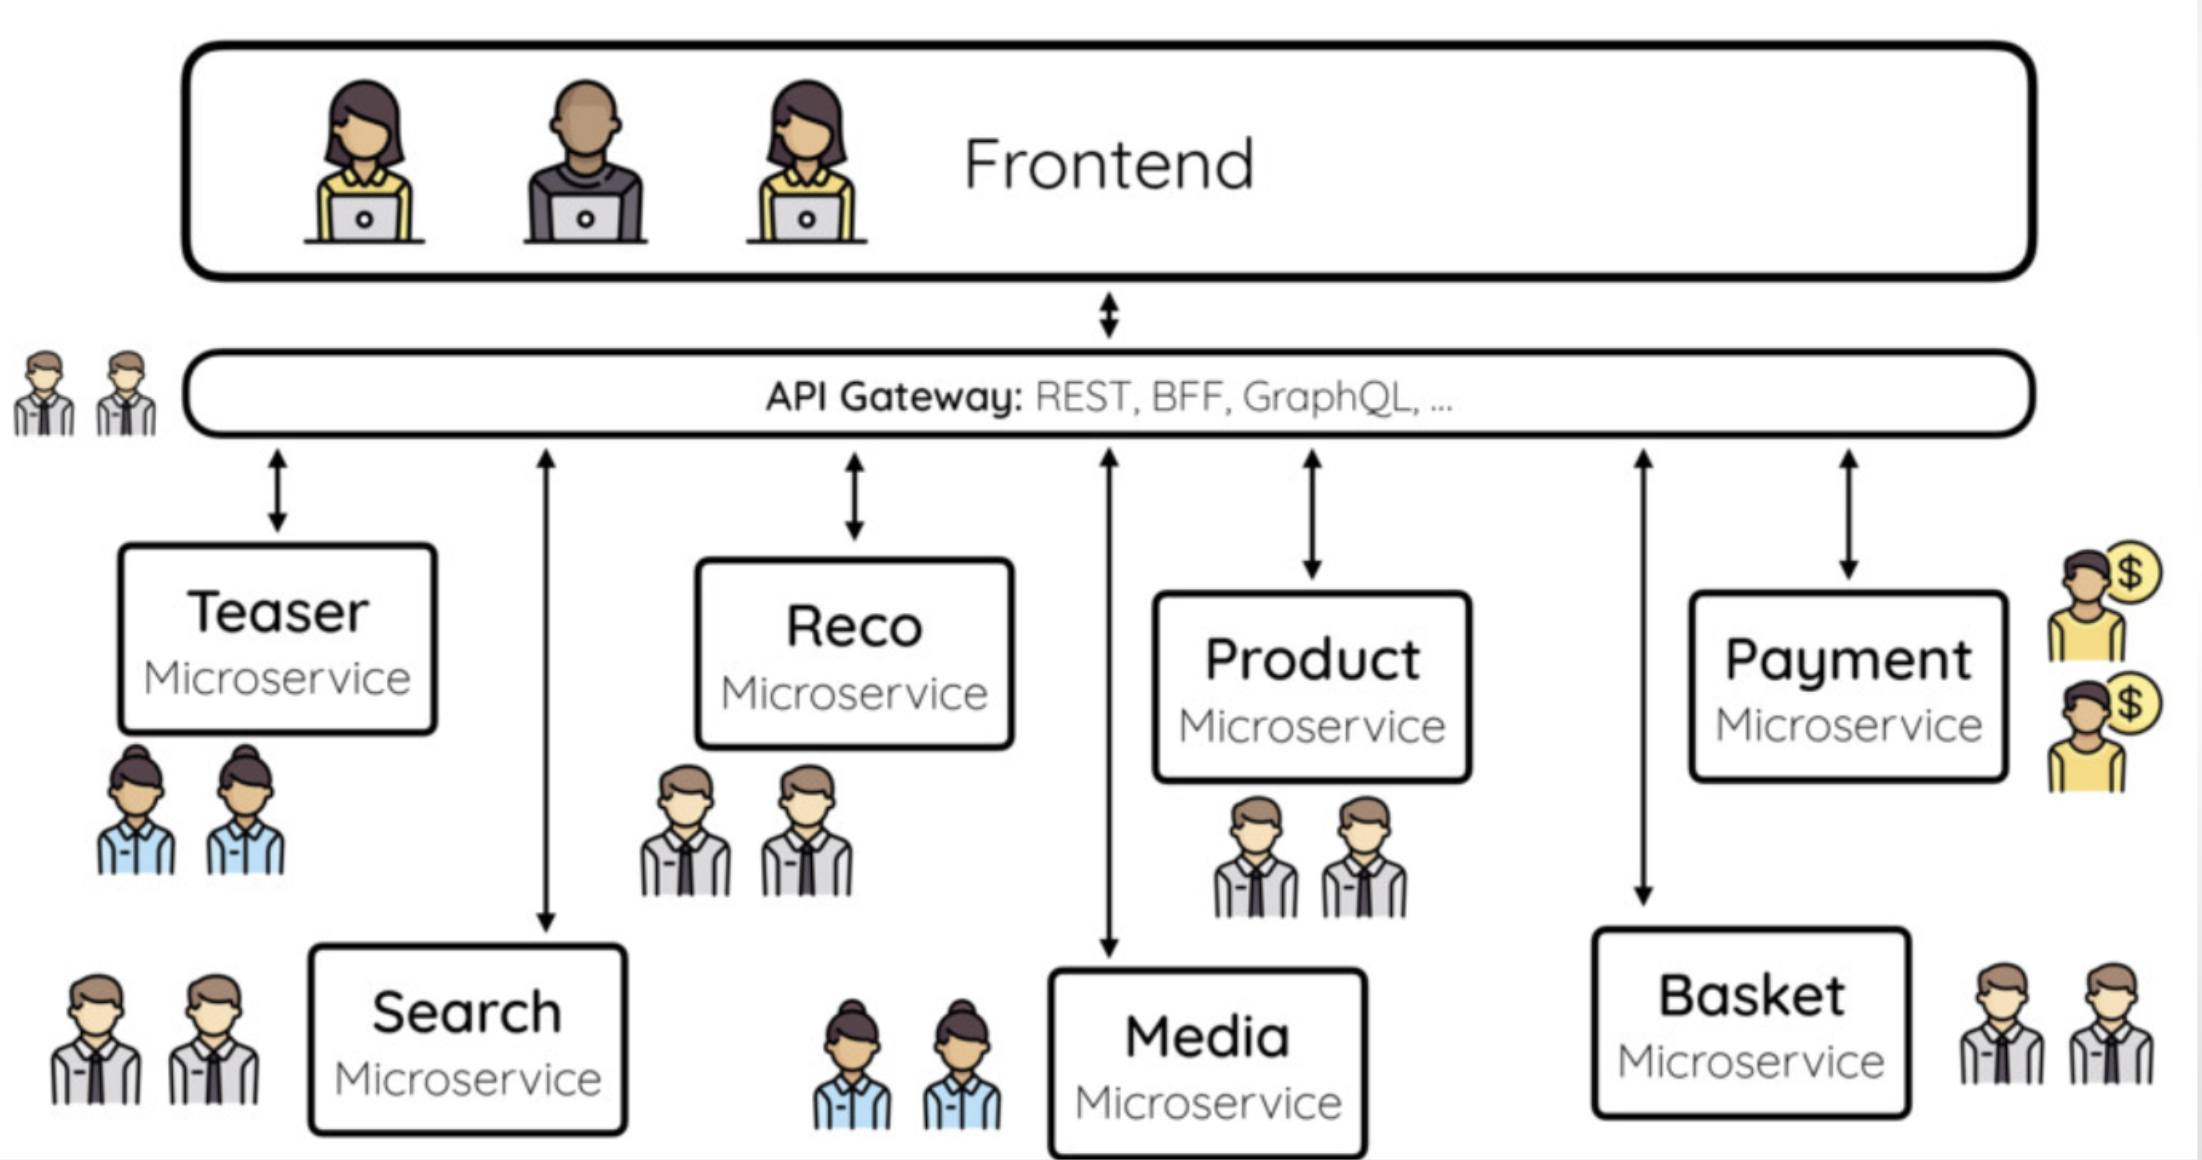 Frontend
API Gateway: REST, BFF, GraphQL, ...
Teaser
Microservice
Reco
Microservice
Product
Microservice
Payment
Microservice
$
$
Search
Microservice
Media
Microservice
Basket
Microservice